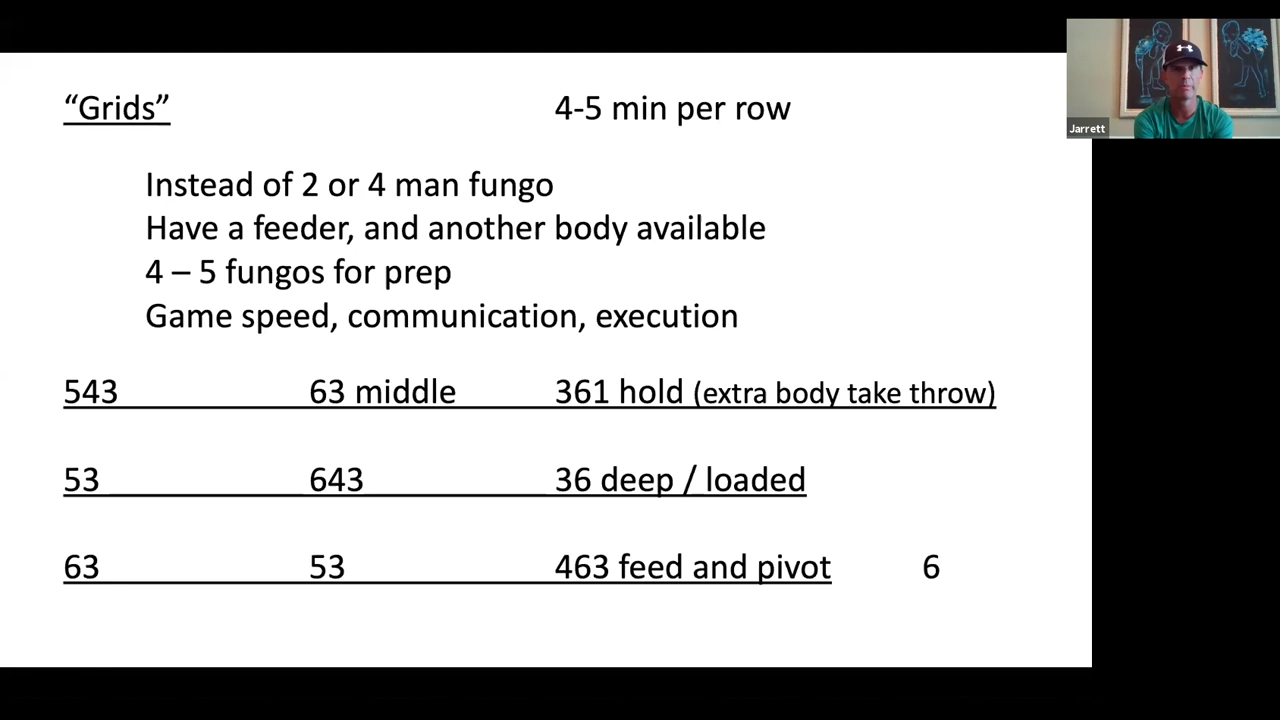 “Grids” 4-5 min per row
Jarrett
Instead of 2 or 4 man fungo
Have a feeder, and another body available
4 – 5 fungos for prep
Game speed, communication, execution
543 63 middle 361 hold (extra body take throw)
53 643 36 deep / loaded
63 53 463 feed and pivot 6